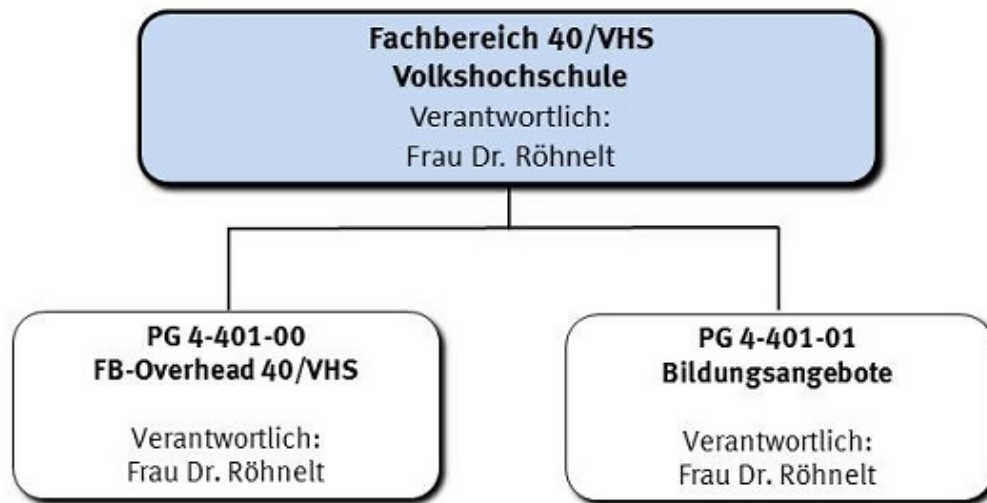 Fachbereich 40/VHS
Volkshochschule
Verantwortlich:
Frau Dr. Röhnelt
PG 4-401-00
FB-Overhead 40/VHS
Verantwortlich:
Frau Dr. Röhnelt
PG 4-401-01
Bildungsangebote
Verantwortlich:
Frau Dr. Röhnelt